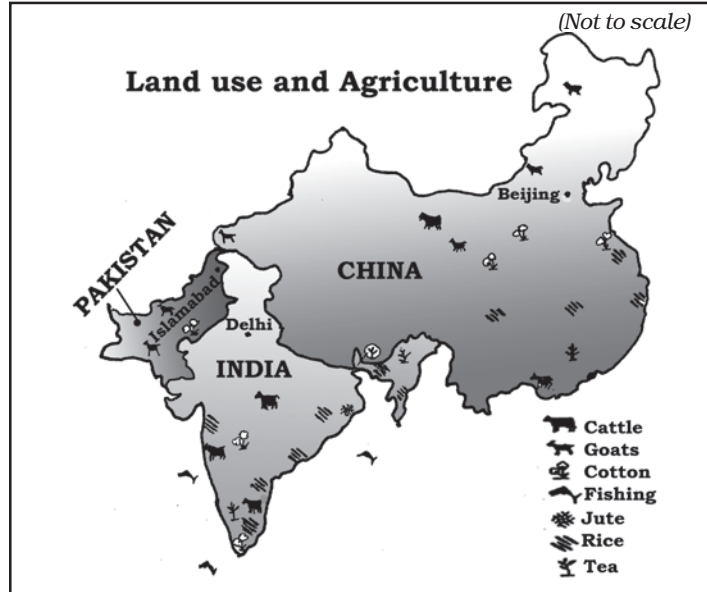 (Not to scale)
Land use and Agriculture
Beijing
PAKISTAN
Islamabad
CHINA
Delhi
INDIA
Cattle
Goats
Cotton
Fishing
Jute
Rice
Tea